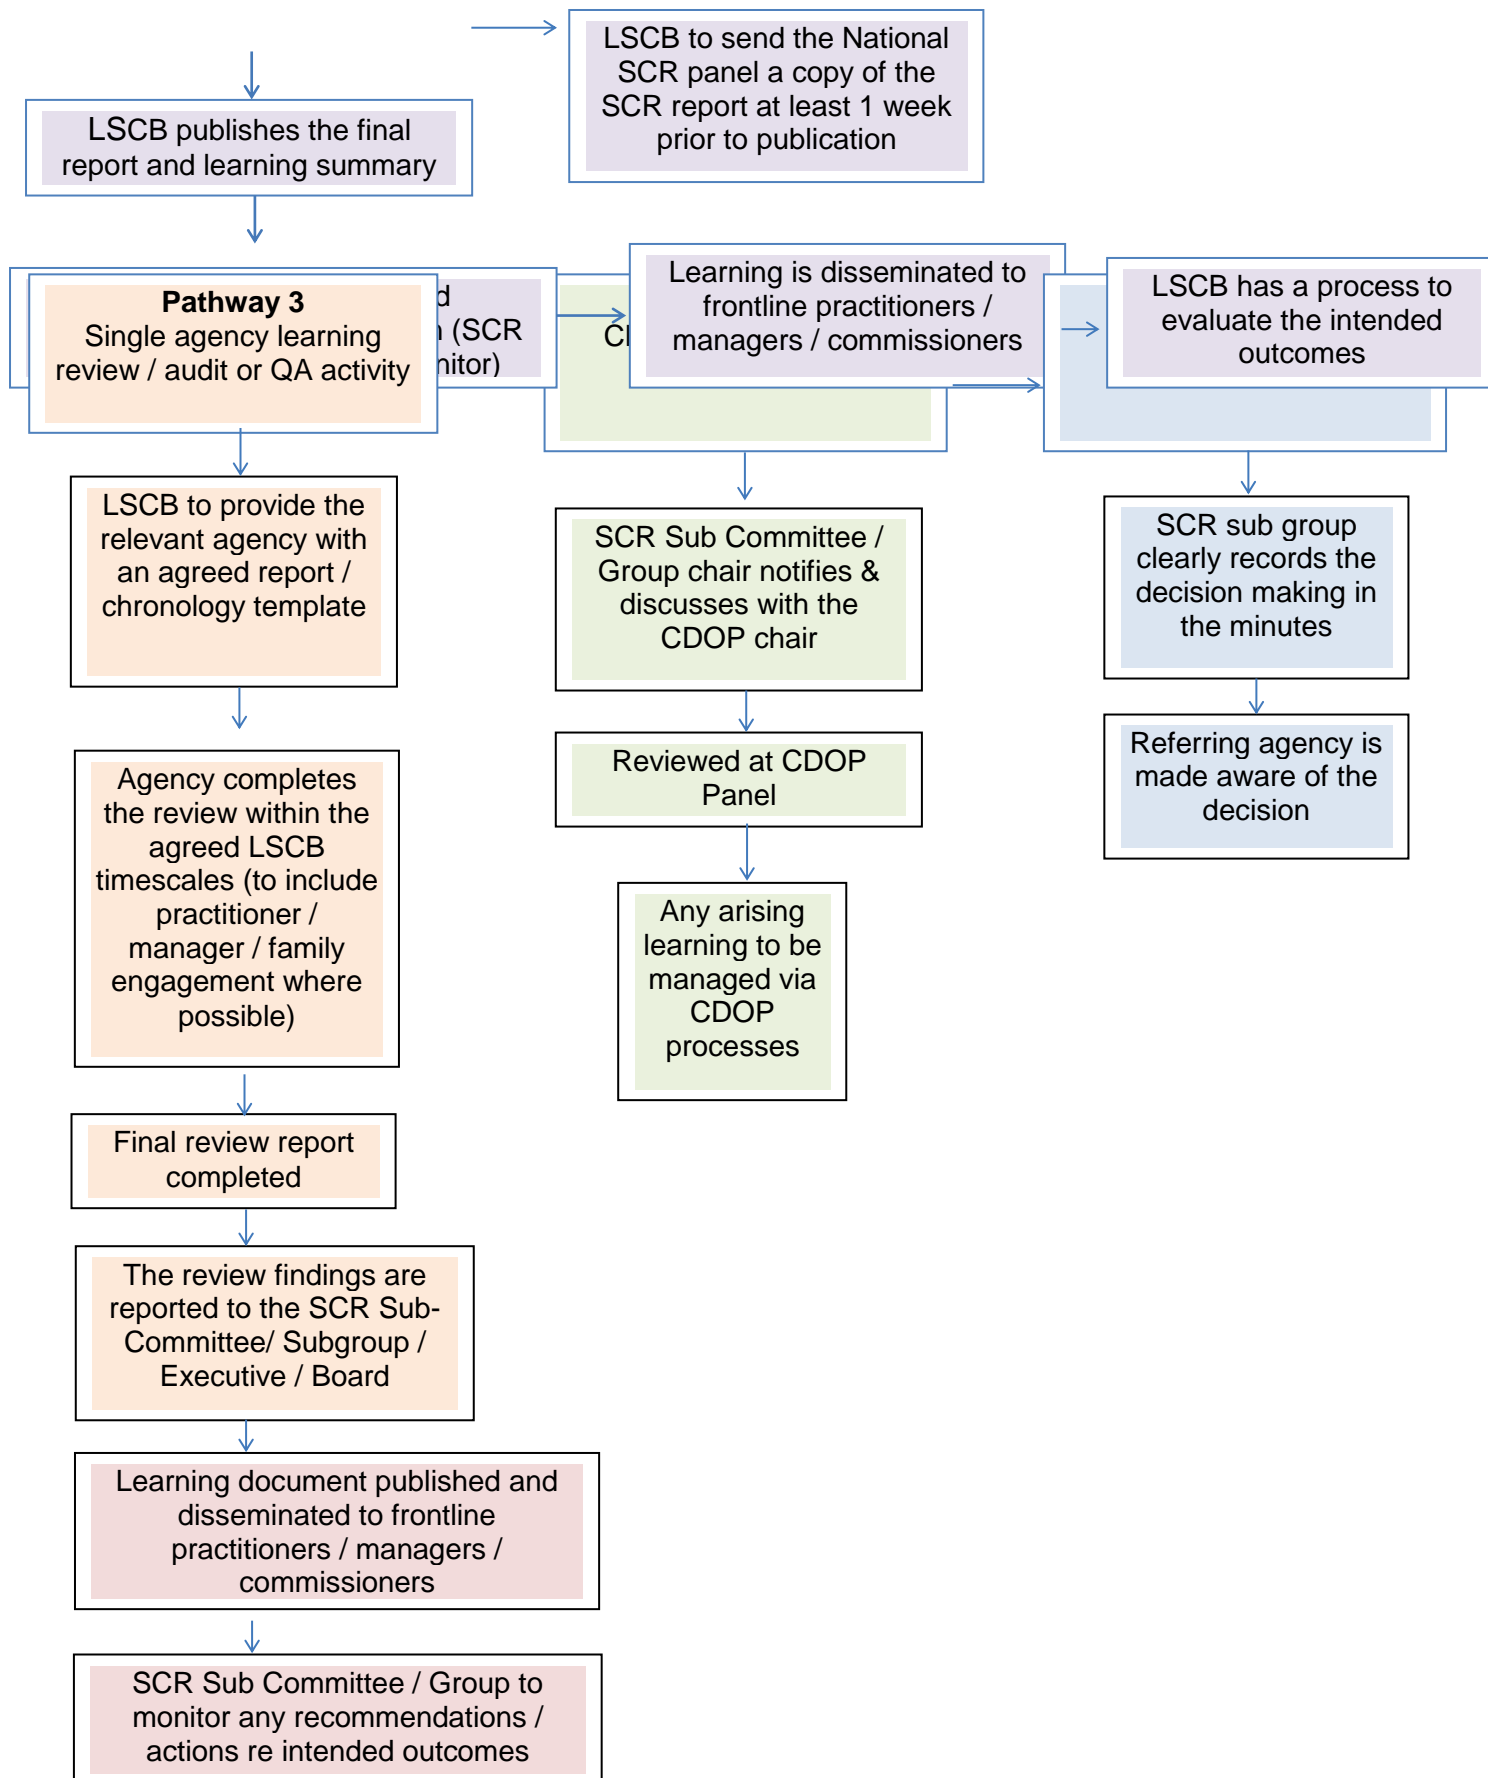 LSCB to send the National
SCR panel a copy of the
SCR report at least 1 week
prior to publication
LSCB publishes the final
report and learning summary
Pathway 3
Single agency learning
review / audit or QA activity
d
(SCR
nitor)
Learning is disseminated to
frontline practitioners /
managers / commissioners
LSCB has a process to
evaluate the intended
outcomes
LSCB to provide the
relevant agency with
an agreed report /
chronology template
SCR Sub Committee /
Group chair notifies &
discusses with the
CDOP chair
SCR sub group
clearly records the
decision making in
the minutes
Reviewed at CDOP
Panel
Referring agency is
made aware of the
decision
Agency completes
the review within the
agreed LSCB
timescales (to include
practitioner /
manager / family
engagement where
possible)
Any arising
learning to be
managed via
CDOP
processes
Final review report
completed
The review findings are
reported to the SCR Sub-
Committee/ Subgroup /
Executive / Board
Learning document published and
disseminated to frontline
practitioners / managers /
commissioners
SCR Sub Committee / Group to
monitor any recommendations /
actions re intended outcomes